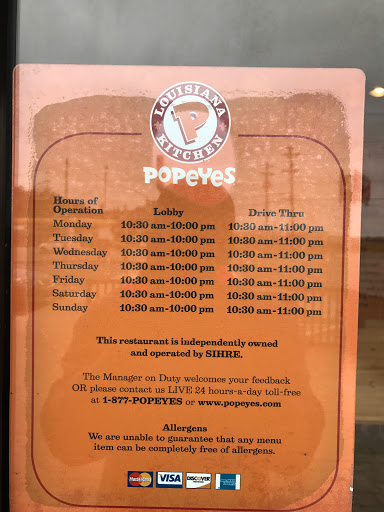 LOUISIANA
P
KITCHEN
POPEYES
Hours of
Operation Lobby Drive Thru
Monday 10:30 am-10:00 pm 10:30 am-11:00 pm
Tuesday 10:30 am-10:00 pm 10:30 am-11:00 pm
Wednesday 10:30 am-10:00 pm 10:30 am-11:00 pm
Thursday 10:30 am-10:00 pm 10:30 am-11:00 pm
Friday 10:30 am-10:00 pm 10:30 am-11:00 pm
Saturday 10:30 am-10:00 pm 10:30 am-11:00 pm
Sunday 10:30 am-10:00 pm 10:30 am-11:00 pm
This restaurant is independently owned
and operated by SIHRE.
The Manager on Duty welcomes your feedback
OR please contact us LIVE 24 hours-a-day toll-free
at 1-877-POPEYES or www.popeyes.com
Allergens
We are unable to guarantee that any menu
item can be completely free of allergens.
MasterCard VISA DISCOVER